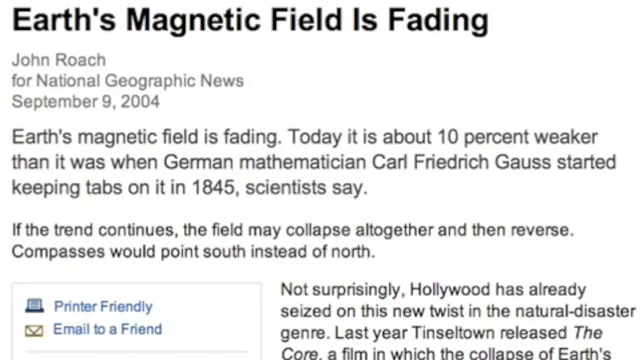 Earth's Magnetic Field Is Fading
John Roach
for National Geographic News
September 9, 2004
Earth's magnetic field is fading. Today it is about 10 percent weaker
than it was when German mathematician Carl Friedrich Gauss started
keeping tabs on it in 1845, scientists say.
If the trend continues, the field may collapse altogether and then reverse.
Compasses would point south instead of north.
Printer Friendly
Email to a Friend
Not surprisingly, Hollywood has already
seized on this new twist in the natural-disaster
genre. Last year Tinseltown released The
Core, a film in which the collapse of Earth's